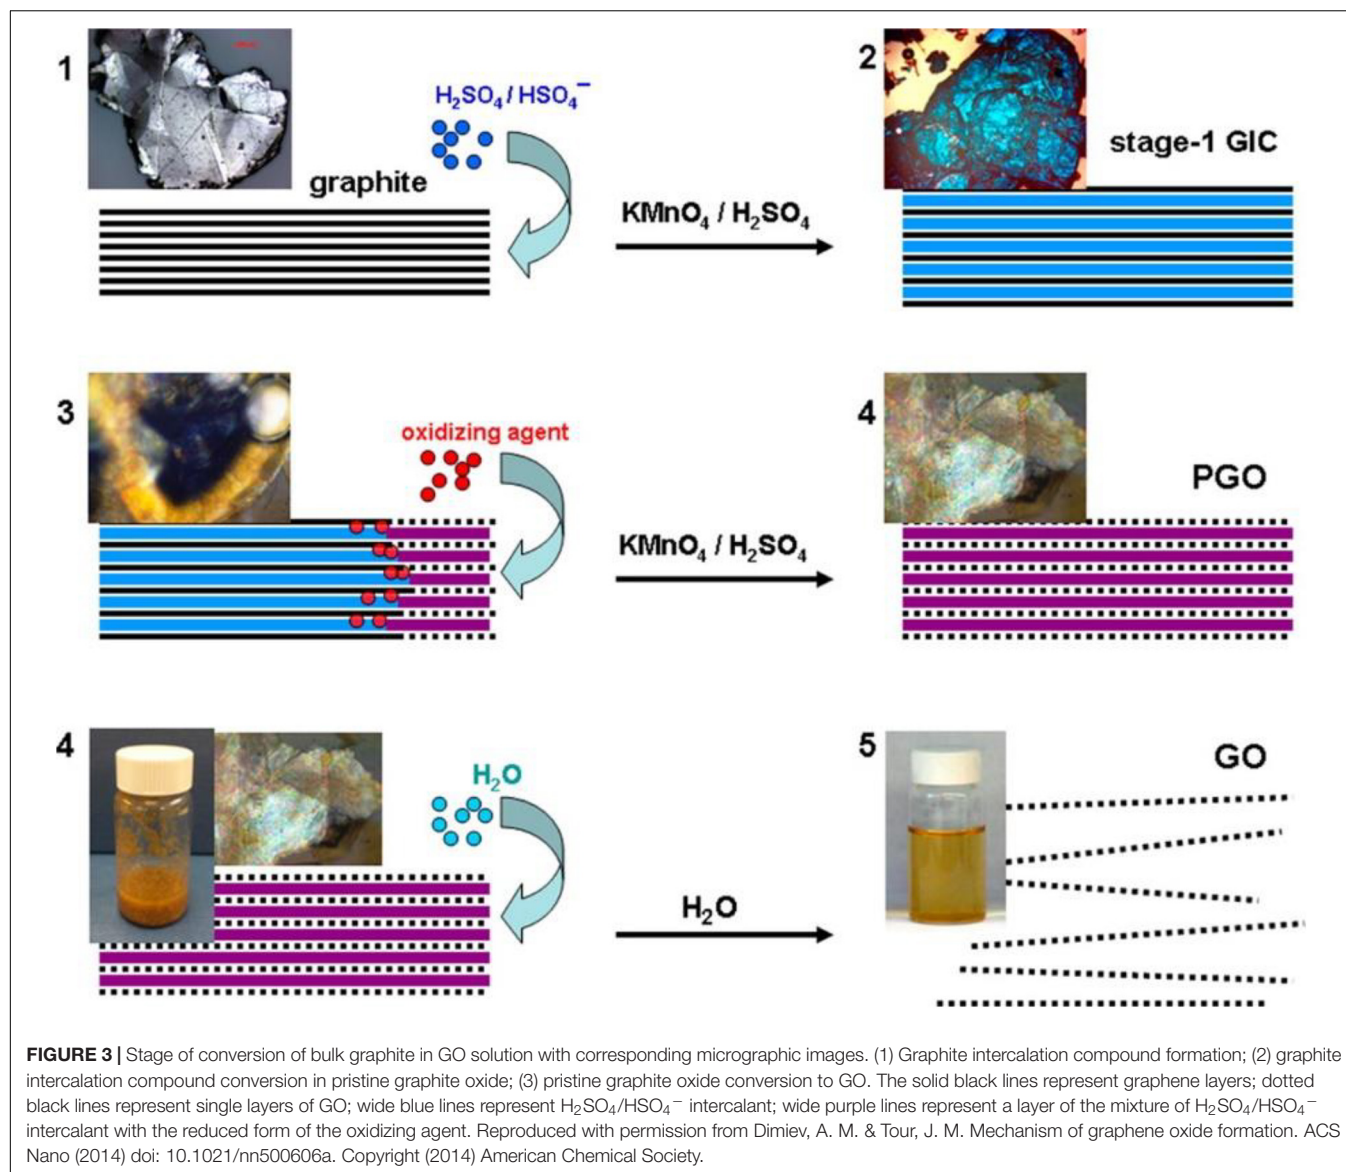 1
H₂SO₄ / HSO₄⁻
graphite
KMnO₄ / H₂SO₄
2
stage-1 GIC
3
oxidizing agent
KMnO₄ / H₂SO₄
4
PGO
4
H₂O
H₂O
5
GO
FIGURE 3 | Stage of conversion of bulk graphite in GO solution with corresponding micrographic images. (1) Graphite intercalation compound formation; (2) graphite
intercalation compound conversion in pristine graphite oxide; (3) pristine graphite oxide conversion to GO. The solid black lines represent graphene layers; dotted
black lines represent single layers of GO; wide blue lines represent H₂SO₄/HSO₄⁻ intercalant; wide purple lines represent a layer of the mixture of H₂SO₄/HSO₄⁻
intercalant with the reduced form of the oxidizing agent. Reproduced with permission from Dimiev, A. M. & Tour, J. M. Mechanism of graphene oxide formation. ACS
Nano (2014) doi: 10.1021/nn500606a. Copyright (2014) American Chemical Society.